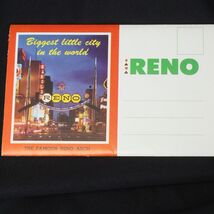 Biggest little city
in the world
RENO
THE FAMOUS RENO ARCH
RENO